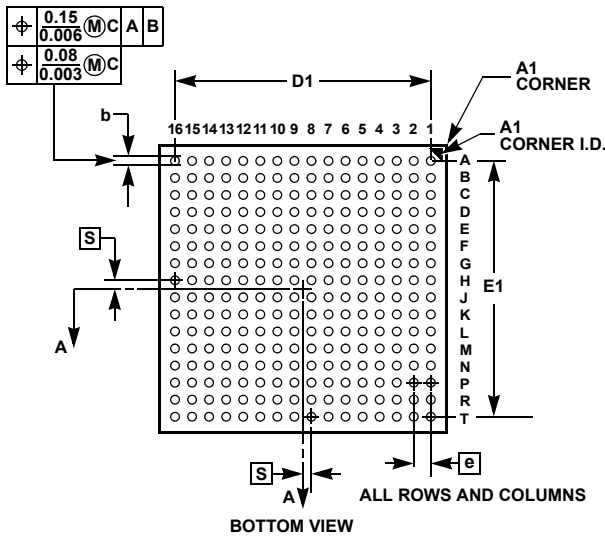 ⌖ 0.15 Ⓜ C A B
0.006
⌖ 0.08 Ⓜ C
0.003
D1
A1
CORNER
b
16 15 14 13 12 11 10 9 8 7 6 5 4 3 2 1
A1
CORNER I.D.
A
B
C
D
E
F
G
H
J
K
L
M
N
P
R
T
S
E1
A
S
A
e
ALL ROWS AND COLUMNS
BOTTOM VIEW